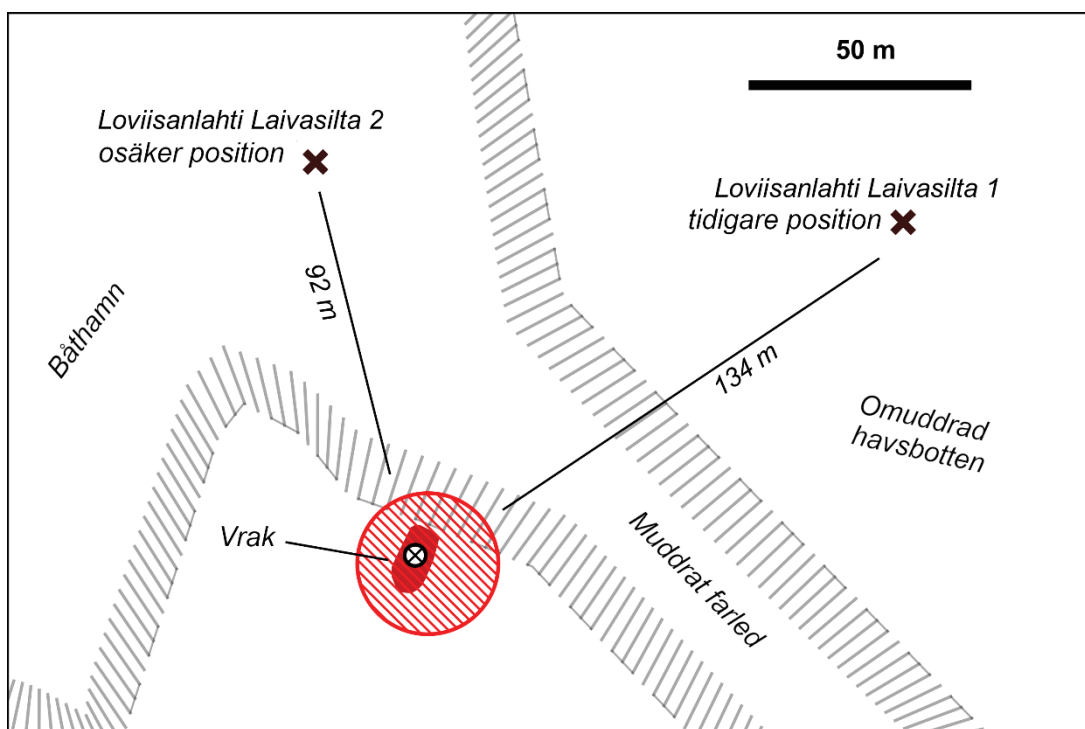 50 m
Loviisanlahti Laivasilta 2
osäker position
Loviisanlahti Laivasilta 1
tidigare position
92 m
Båthamn
134 m
Omuddrad
havsbotten
Vrak
Muddrat farled